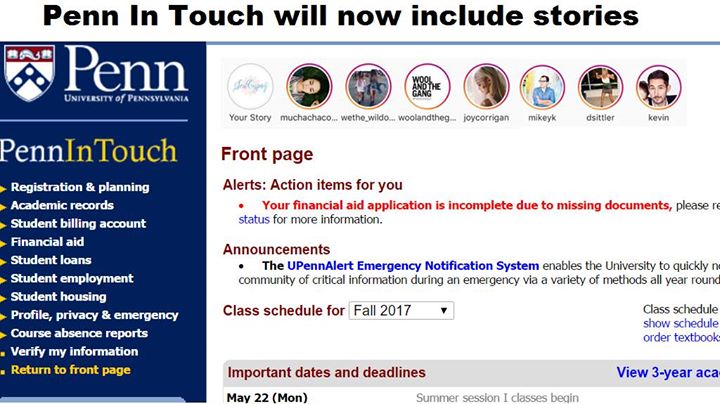 Penn In Touch will now include stories
Penn
UNIVERSITY OF PENNSYLVANIA
PennInTouch
Registration & planning
Academic records
Student billing account
Financial aid
Student loans
Student employment
Student housing
Profile, privacy & emergency
Course absence reports
Verify my information
Return to front page
WOOL
AND THE
GANG
Your Story muchachaco... wethe_wildo... woolandtheg... joycorrigan mikeyk dsittler kevin
Front page
Alerts: Action items for you
Your financial aid application is incomplete due to missing documents, please re
status for more information.
Announcements
The UPennAlert Emergency Notification System enables the University to quickly no
community of critical information during an emergency via a variety of methods all year round
Class schedule for Fall 2017
Class schedule
show schedule
order textbooks
Important dates and deadlines View 3-year aca
May 22 (Mon) Summer session I classes begin